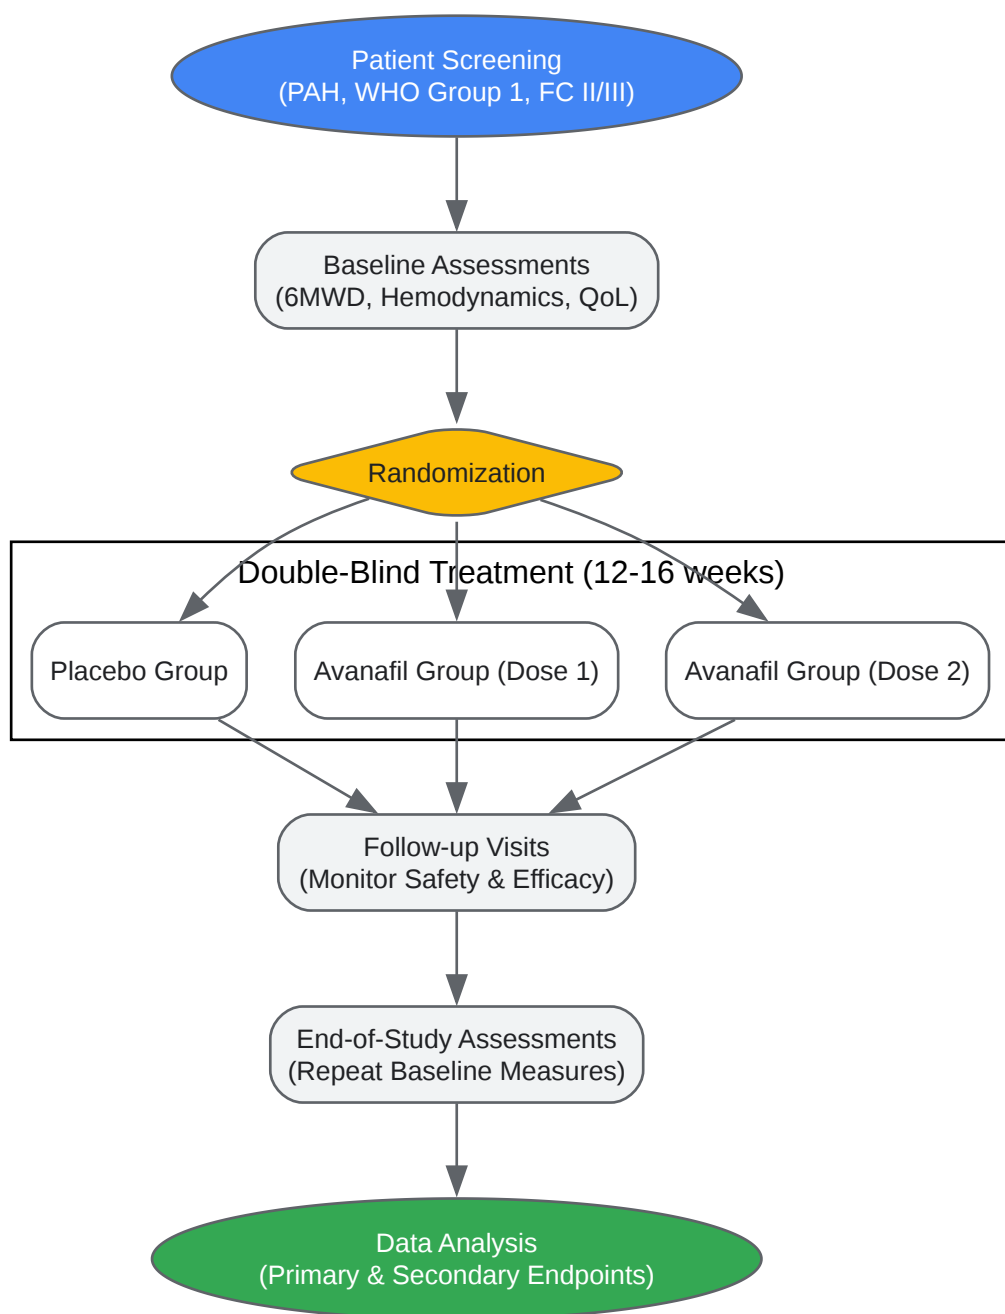 Patient Screening
(PAH, WHO Group 1, FC II/III)
Baseline Assessments
(6MWD, Hemodynamics, QoL)
Randomization
Double-Blind Treatment (12-16 weeks)
Placebo Group
Avanafil Group (Dose 1)
Avanafil Group (Dose 2)
Follow-up Visits
(Monitor Safety & Efficacy)
End-of-Study Assessments
(Repeat Baseline Measures)
Data Analysis
(Primary & Secondary Endpoints)